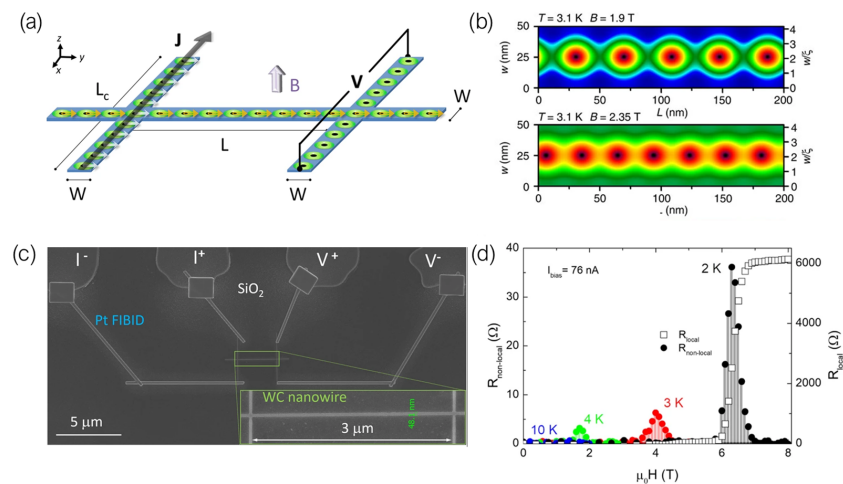 (a)
z
y
x
J
L_c
B
V
W
L
W
W
(b)
T = 3.1 K B = 1.9 T
w (nm)
50
25
0
4
3
2
1
0
w/ξ
0 50 100 150 200
L (nm)
T = 3.1 K B = 2.35 T
w (nm)
50
25
0
4
3
2
1
0
w/ξ
0 50 100 150 200
(nm)
(c)
I⁻
I⁺
V⁺
V⁻
SiO₂
Pt FIBID
WC nanowire
3 μm
5 μm
(d)
I_bias = 76 nA
2 K
R_local
R_non-local
3 K
4 K
10 K
R_non-local (Ω)
40
35
30
25
20
15
10
5
0
6000
4000
2000
0
R_local (Ω)
0 2 4 6 8
μ₀H (T)